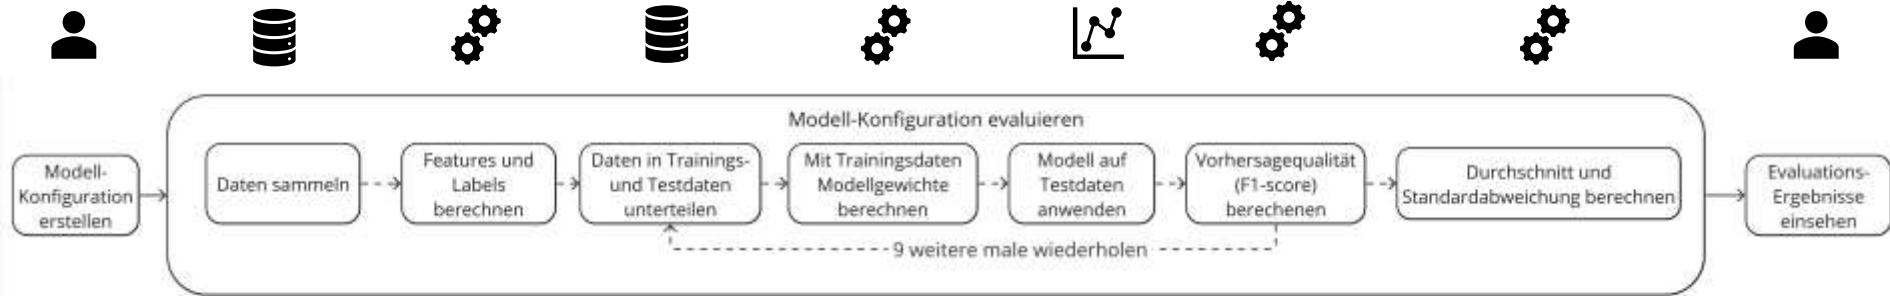 Modell-Konfiguration evaluieren
Modell-
Konfiguration
erstellen
Daten sammeln
Features und
Labels
berechnen
Daten in Trainings-
und Testdaten
unterteilen
Mit Trainingsdaten
Modellgewichte
berechnen
Modell auf
Testdaten
anwenden
Vorhersagequalität
(F1-score)
berechenen
Durchschnitt und
Standardabweichung berechnen
Evaluations-
Ergebnisse
einsehen
9 weitere male wiederholen